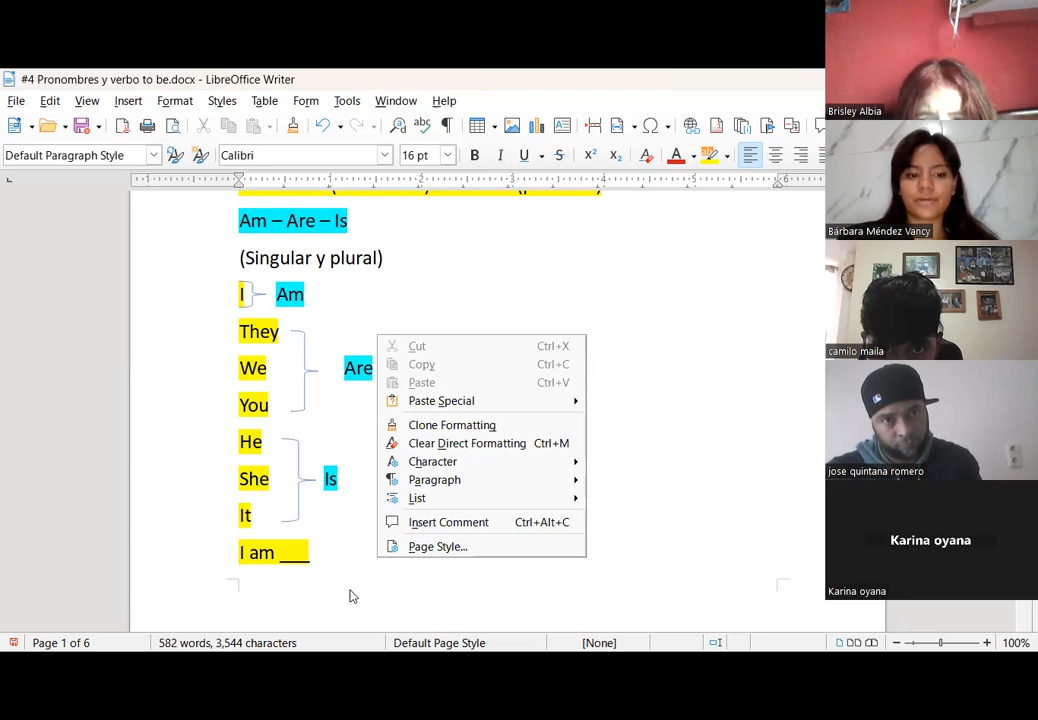 #4 Pronombres y verbo to be.docx - LibreOffice Writer
File Edit View Insert Format Styles Table Form Tools Window Help
Default Paragraph Style Calibri 16 pt
Am – Are – Is
(Singular y plural)
I Am
They
We Are
You
He
She Is
It
I am ___
Cut Ctrl+X
Copy Ctrl+C
Paste Ctrl+V
Paste Special
Clone Formatting
Clear Direct Formatting Ctrl+M
Character
Paragraph
List
Insert Comment Ctrl+Alt+C
Page Style...
Page 1 of 6 582 words, 3,544 characters Default Page Style [None] 100%
Brisley Albia
Bárbara Méndez Vancy
camilo maila
jose quintana romero
Karina oyana
Karina oyana